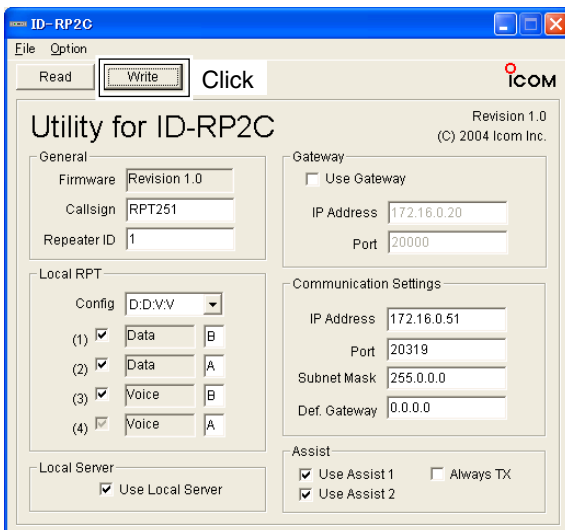 ID-RP2C
File Option
Read Write Click
ICOM
Utility for ID-RP2C
Revision 1.0
(C) 2004 Icom Inc.
General
Firmware Revision 1.0
Callsign RPT251
Repeater ID 1
Gateway
Use Gateway
IP Address 172.16.0.20
Port 20000
Local RPT
Config D:D:V:V
(1) Data B
(2) Data A
(3) Voice B
(4) Voice A
Communication Settings
IP Address 172.16.0.51
Port 20319
Subnet Mask 255.0.0.0
Def. Gateway 0.0.0.0
Local Server
Use Local Server
Assist
Use Assist 1 Always TX
Use Assist 2